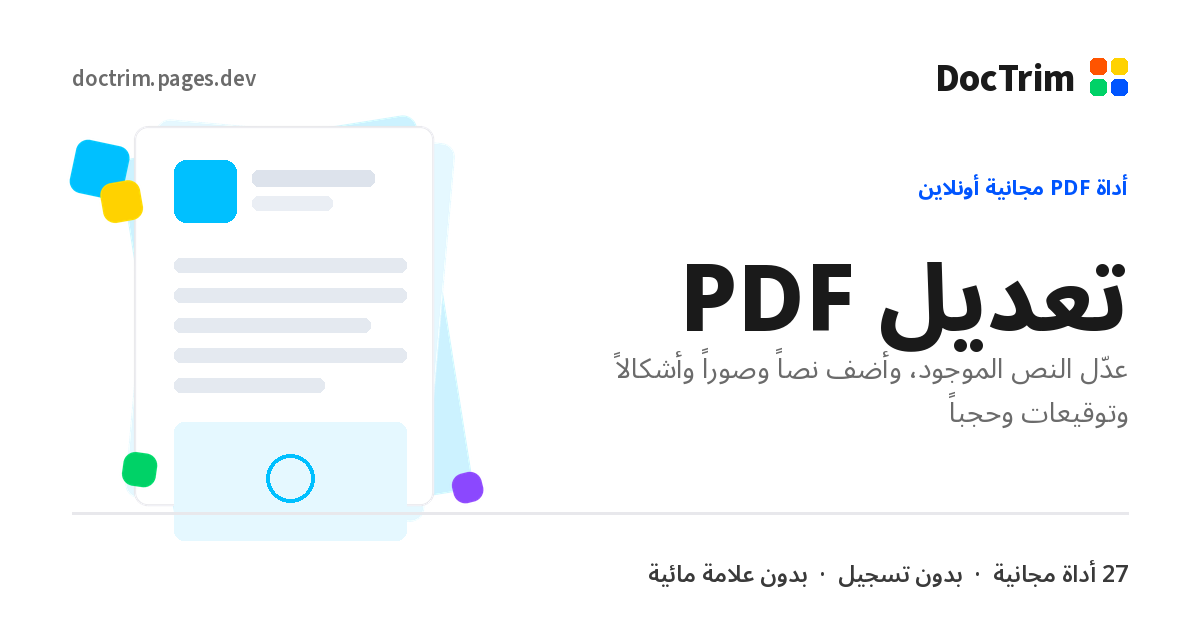 DocTrim
doctrim.pages.dev
أداة PDF مجانية أونلاين
تعديل PDF
عدّل النص الموجود، وأضف نصاً وصوراً وأشكالاً
وتوقيعات وحجباً
27 أداة مجانية · بدون تسجيل · بدون علامة مائية